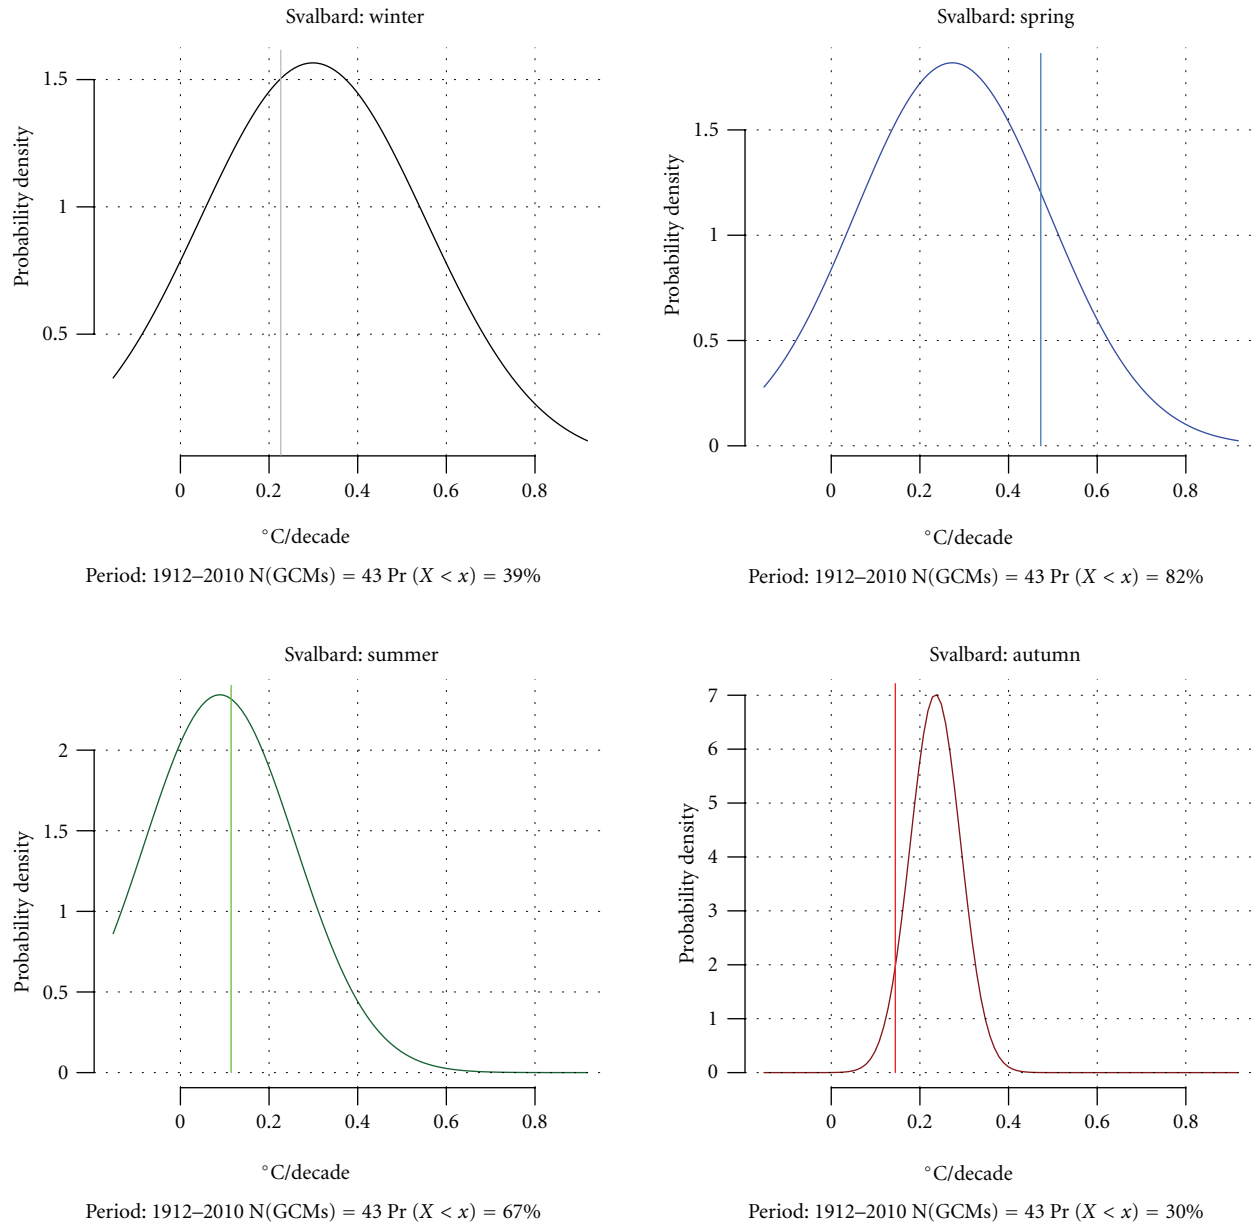 Svalbard: winter
Probability density
1.5
1
0.5
0 0.2 0.4 0.6 0.8
°C/decade
Period: 1912–2010 N(GCMs) = 43 Pr (X < x) = 39%
Svalbard: spring
Probability density
1.5
1
0.5
0
0 0.2 0.4 0.6 0.8
°C/decade
Period: 1912–2010 N(GCMs) = 43 Pr (X < x) = 82%
Svalbard: summer
Probability density
2
1.5
1
0.5
0
0 0.2 0.4 0.6 0.8
°C/decade
Period: 1912–2010 N(GCMs) = 43 Pr (X < x) = 67%
Svalbard: autumn
Probability density
7
6
5
4
3
2
1
0
0 0.2 0.4 0.6 0.8
°C/decade
Period: 1912–2010 N(GCMs) = 43 Pr (X < x) = 30%